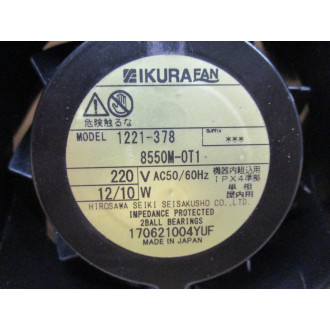 IKURAFAN
危険触るな
MODEL 1221-378 ***
8550M-OT1
220 V AC50/60Hz 機器内組込用
IPX4準拠
12/10 W 単相
屋内用
HIROSAWA SEIKI SEISAKUSHO CO.,LTD.
IMPEDANCE PROTECTED
2BALL BEARINGS
170621004YUF
MADE IN JAPAN